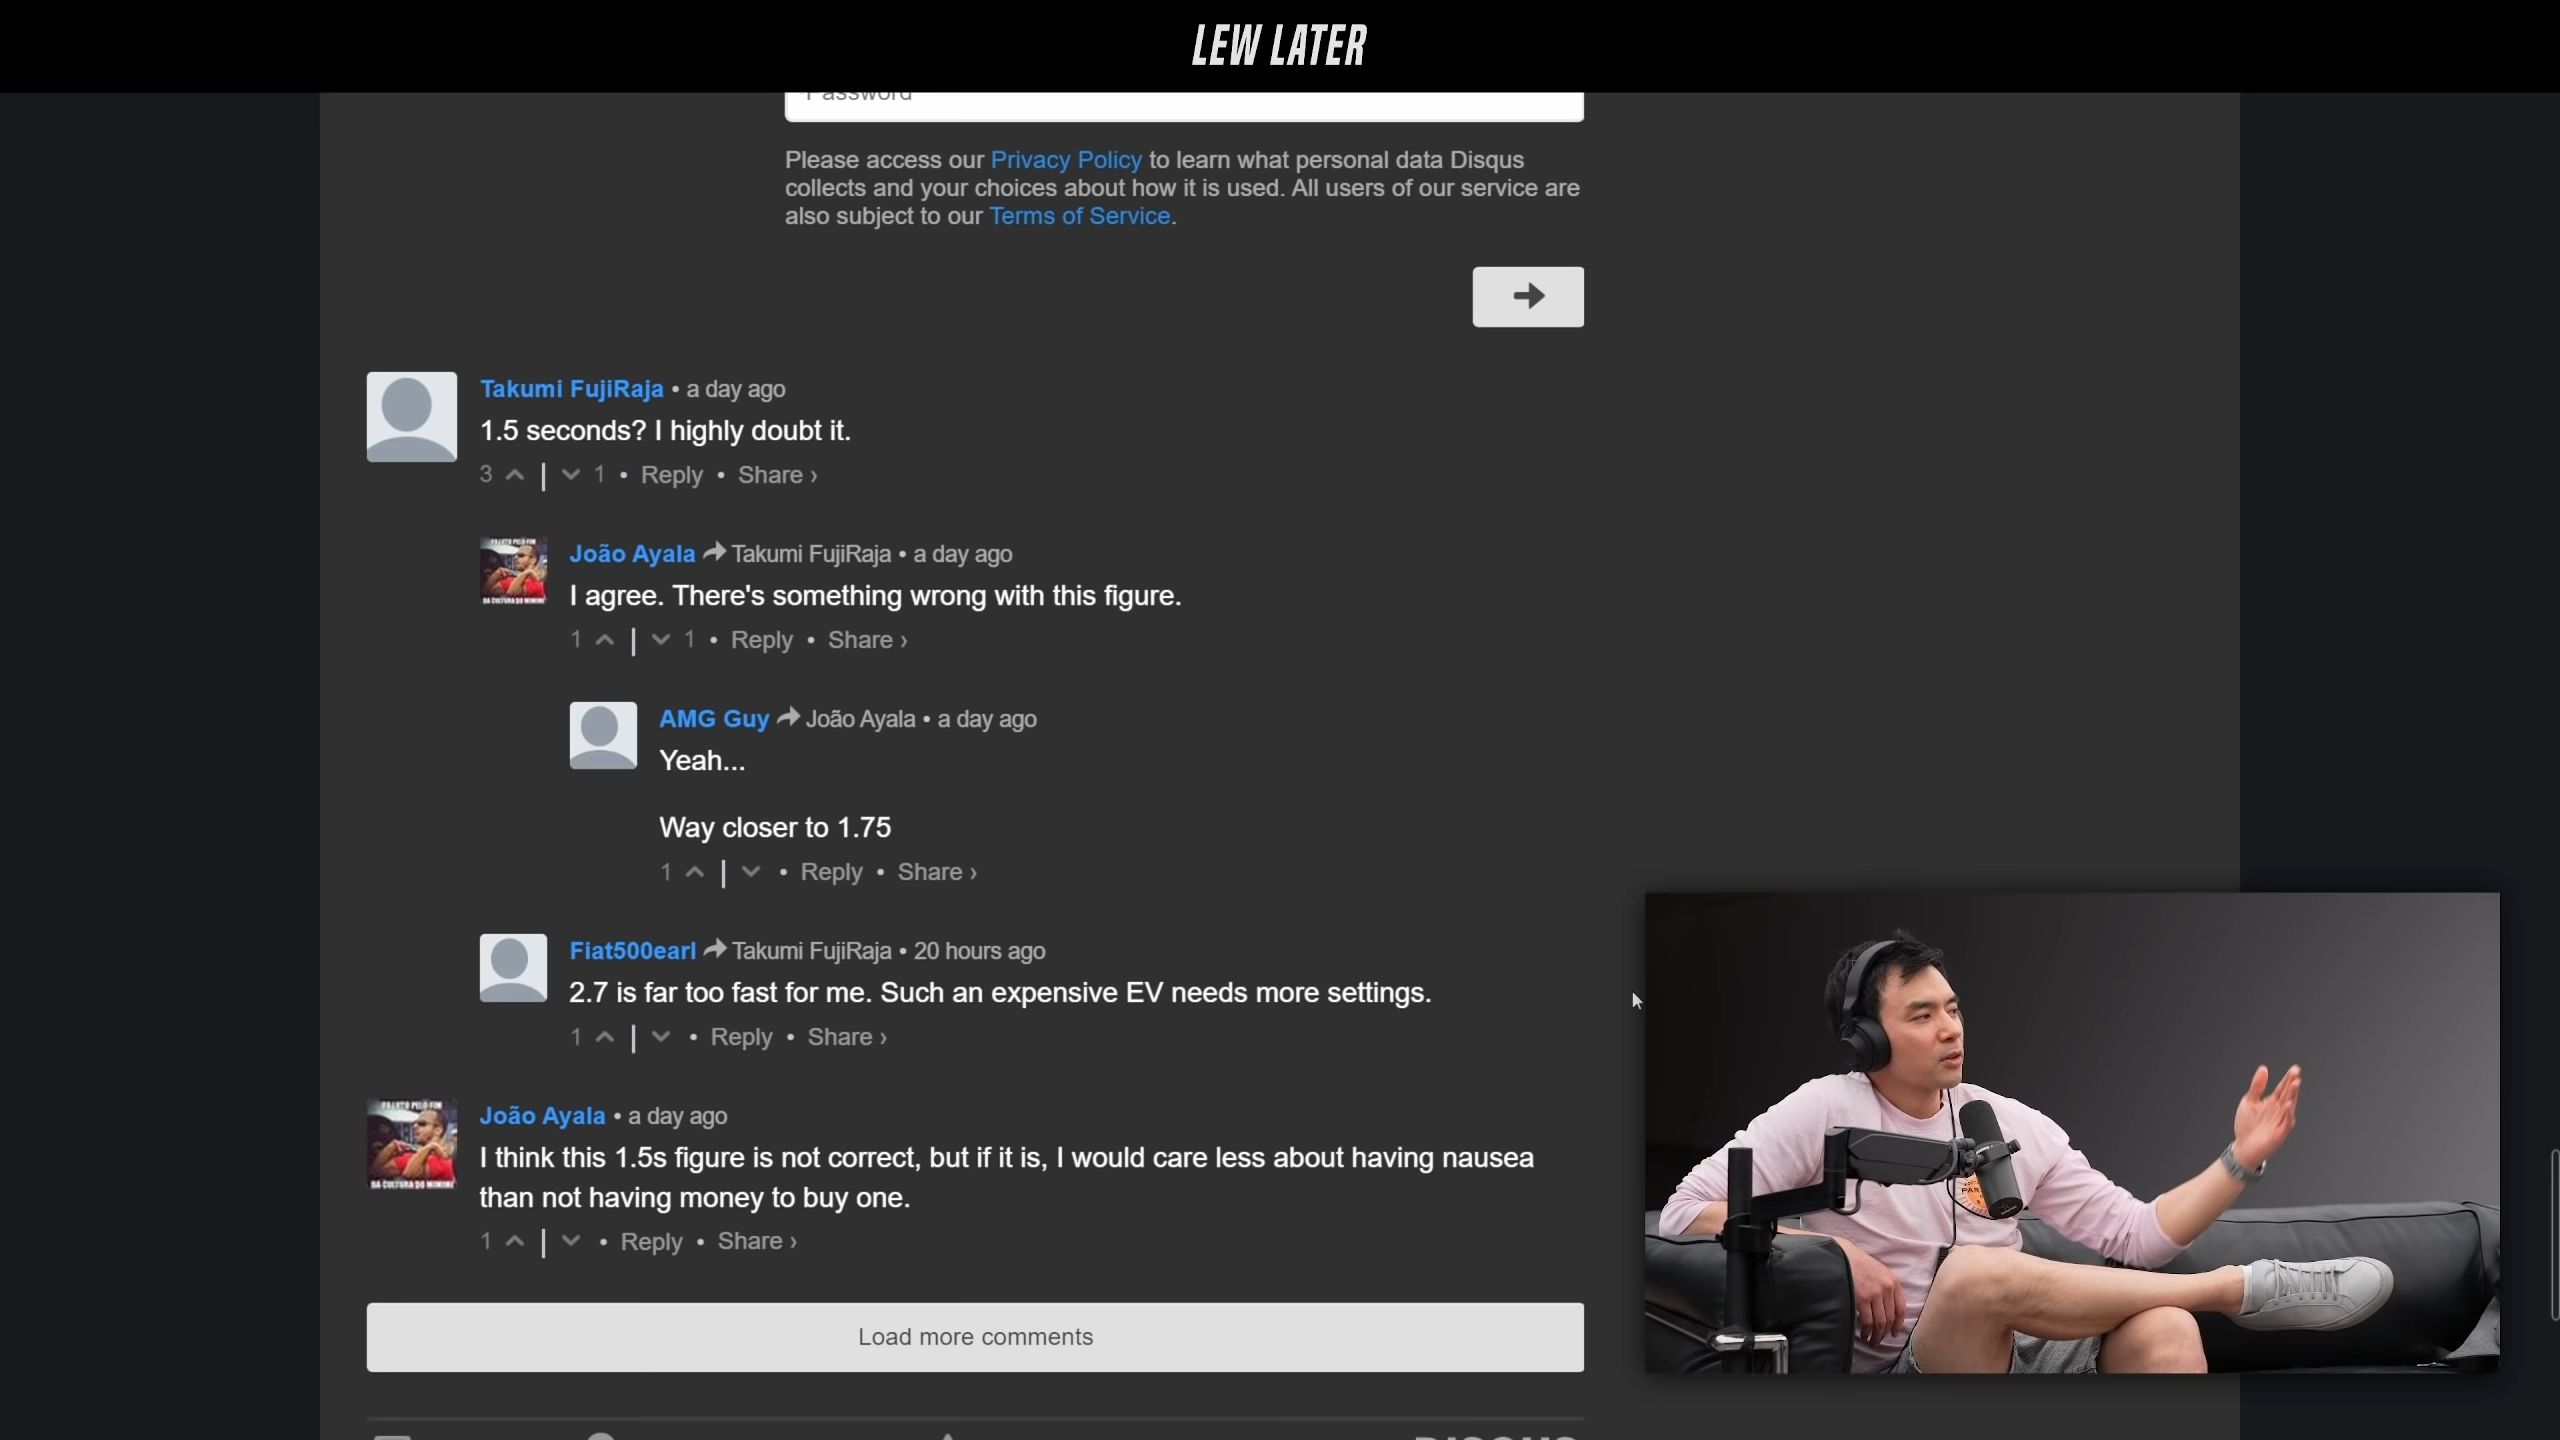 LEW LATER
Password
Please access our Privacy Policy to learn what personal data Disqus
collects and your choices about how it is used. All users of our service are
also subject to our Terms of Service.
Takumi FujiRaja • a day ago
1.5 seconds? I highly doubt it.
3 | 1 • Reply • Share ›
João Ayala Takumi FujiRaja • a day ago
I agree. There's something wrong with this figure.
1 | 1 • Reply • Share ›
AMG Guy João Ayala • a day ago
Yeah...
Way closer to 1.75
1 | • Reply • Share ›
Fiat500earl Takumi FujiRaja • 20 hours ago
2.7 is far too fast for me. Such an expensive EV needs more settings.
1 | • Reply • Share ›
João Ayala • a day ago
I think this 1.5s figure is not correct, but if it is, I would care less about having nausea
than not having money to buy one.
1 | • Reply • Share ›
Load more comments
DISQUS